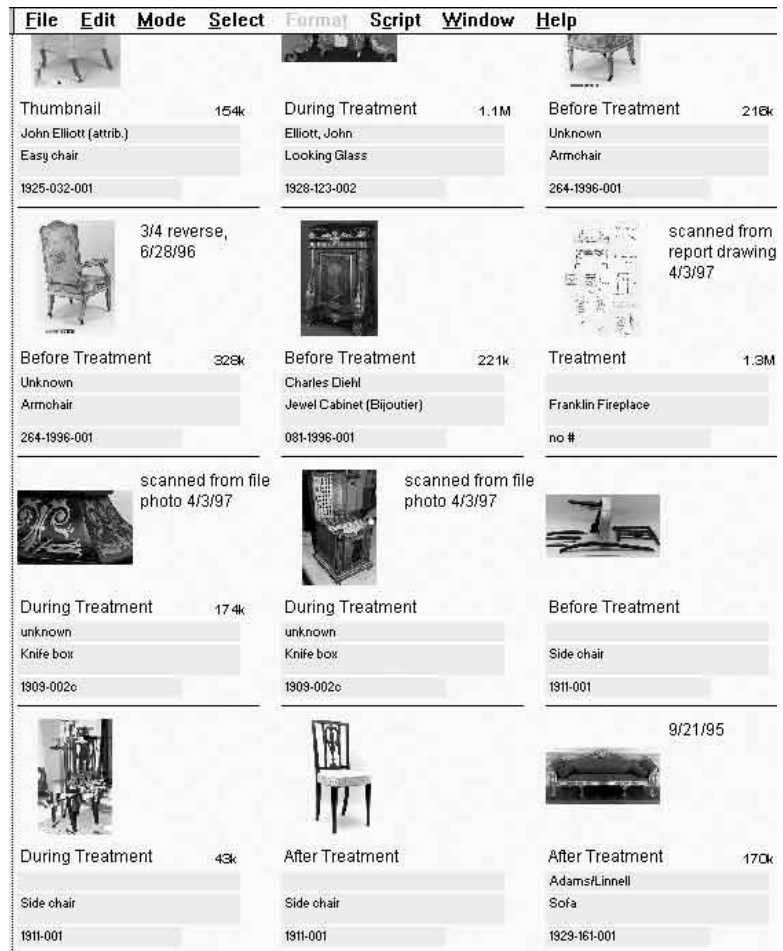 File Edit Mode Select Format Script Window Help
Thumbnail 154k
John Elliott (attrib.)
Easy chair
1925-032-001
During Treatment 1.1M
Elliott, John
Looking Glass
1928-123-002
Before Treatment 216k
Unknown
Armchair
264-1996-001
3/4 reverse,
6/28/96
Before Treatment 328k
Unknown
Armchair
264-1996-001
Before Treatment 221k
Charles Diehl
Jewel Cabinet (Bijoutier)
081-1996-001
scanned from
report drawing
4/3/97
Treatment 1.3M
Franklin Fireplace
no #
scanned from file
photo 4/3/97
During Treatment 174k
unknown
Knife box
1909-002c
scanned from file
photo 4/3/97
During Treatment
unknown
Knife box
1909-002c
Before Treatment
Side chair
1911-001
During Treatment 43k
Side chair
1911-001
After Treatment
Side chair
1911-001
9/21/95
After Treatment 170k
Adams/Linnell
Sofa
1929-161-001